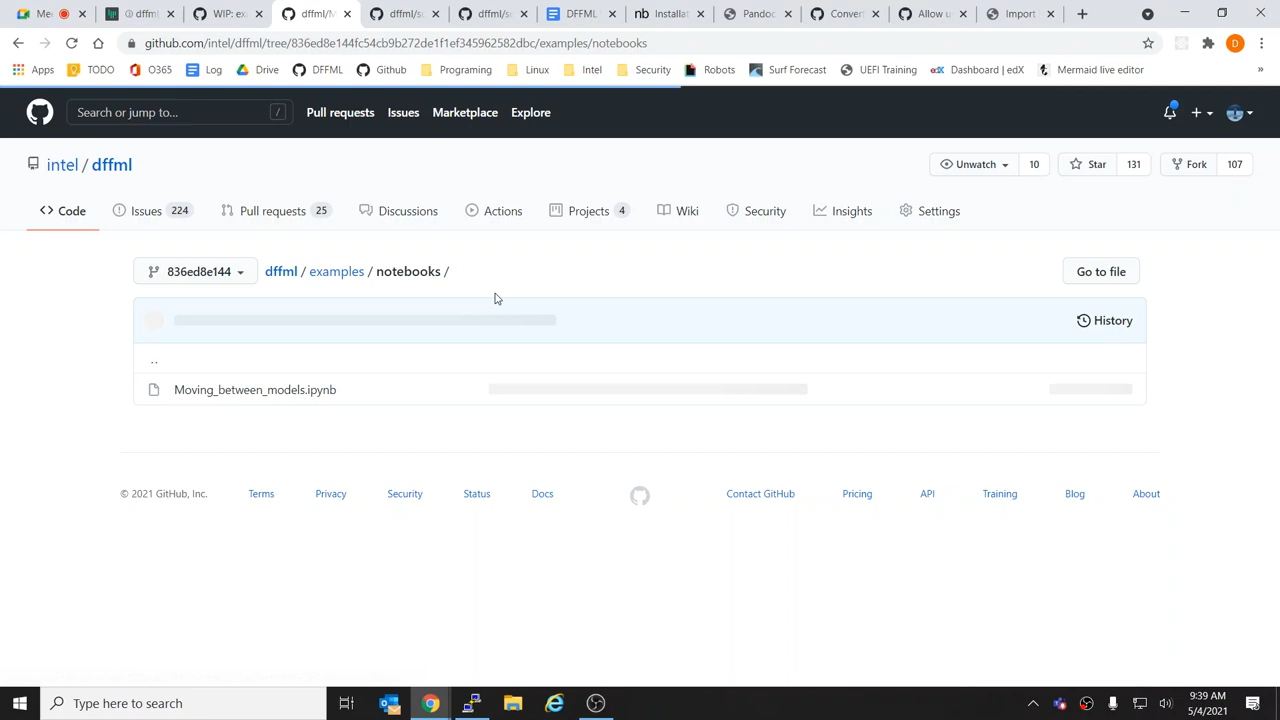 Me
dffml
WIP: exa
dffml/M
dffml/sc
dffml/sc
DFFML
nb Installat
Pandoc
Convert
Allow u
Import
github.com/intel/dffml/tree/836ed8e144fc54cb9b272de1f1ef345962582dbc/examples/notebooks
D
Apps TODO O365 Log Drive DFFML Github Programing Linux Intel Security Robots Surf Forecast UEFI Training edX Dashboard | edX Mermaid live editor »
Search or jump to... / Pull requests Issues Marketplace Explore
intel / dffml Unwatch 10 Star 131 Fork 107
<> Code Issues 224 Pull requests 25 Discussions Actions Projects 4 Wiki Security Insights Settings
836ed8e144 dffml / examples / notebooks / Go to file
History
..
Moving_between_models.ipynb
© 2021 GitHub, Inc. Terms Privacy Security Status Docs Contact GitHub Pricing API Training Blog About
Type here to search
9:39 AM
5/4/2021